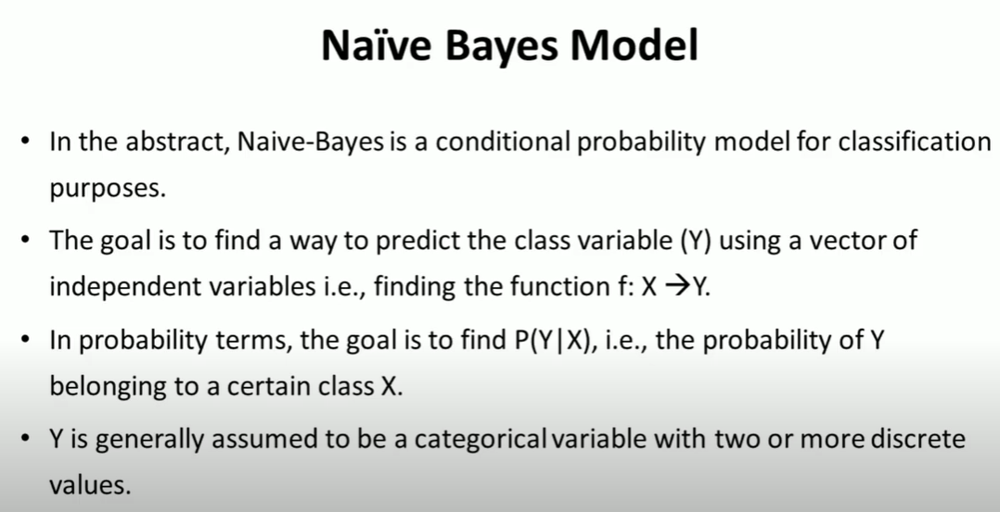 Naïve Bayes Model
• In the abstract, Naive-Bayes is a conditional probability model for classification
purposes.
• The goal is to find a way to predict the class variable (Y) using a vector of
independent variables i.e., finding the function f: X →Y.
• In probability terms, the goal is to find P(Y|X), i.e., the probability of Y
belonging to a certain class X.
• Y is generally assumed to be a categorical variable with two or more discrete
values.